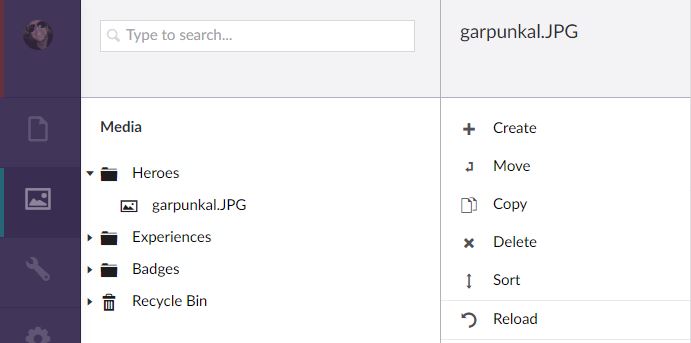 Type to search...
garpunkal.JPG
Media
Heroes
garpunkal.JPG
Experiences
Badges
Recycle Bin
Create
Move
Copy
Delete
Sort
Reload